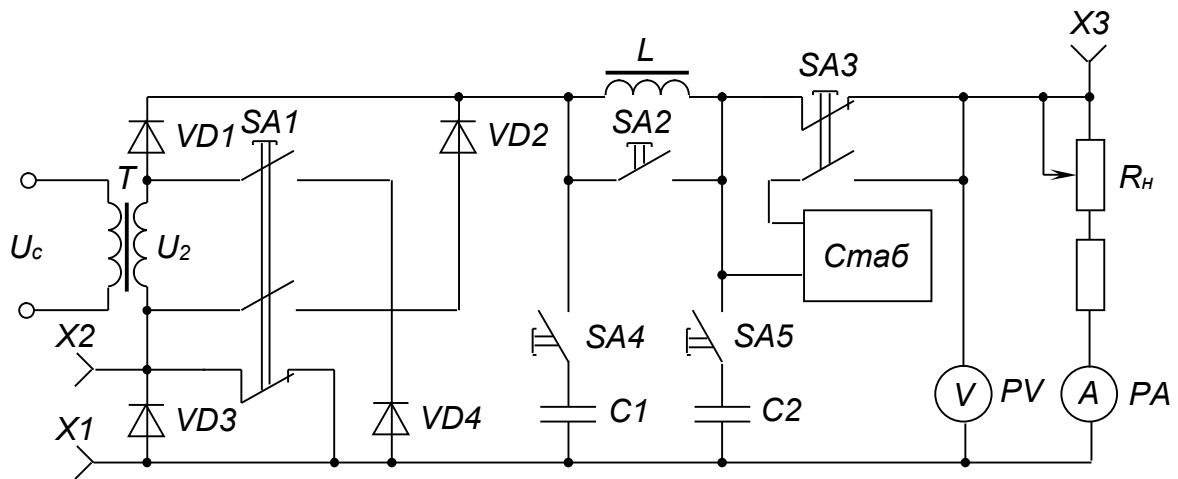 X3
L
SA3
VD1
SA1
SA2
VD2
T
Rн
Uс
U2
Стаб
X2
SA4
SA5
VD3
VD4
C1
C2
V
PV
A
PA
X1